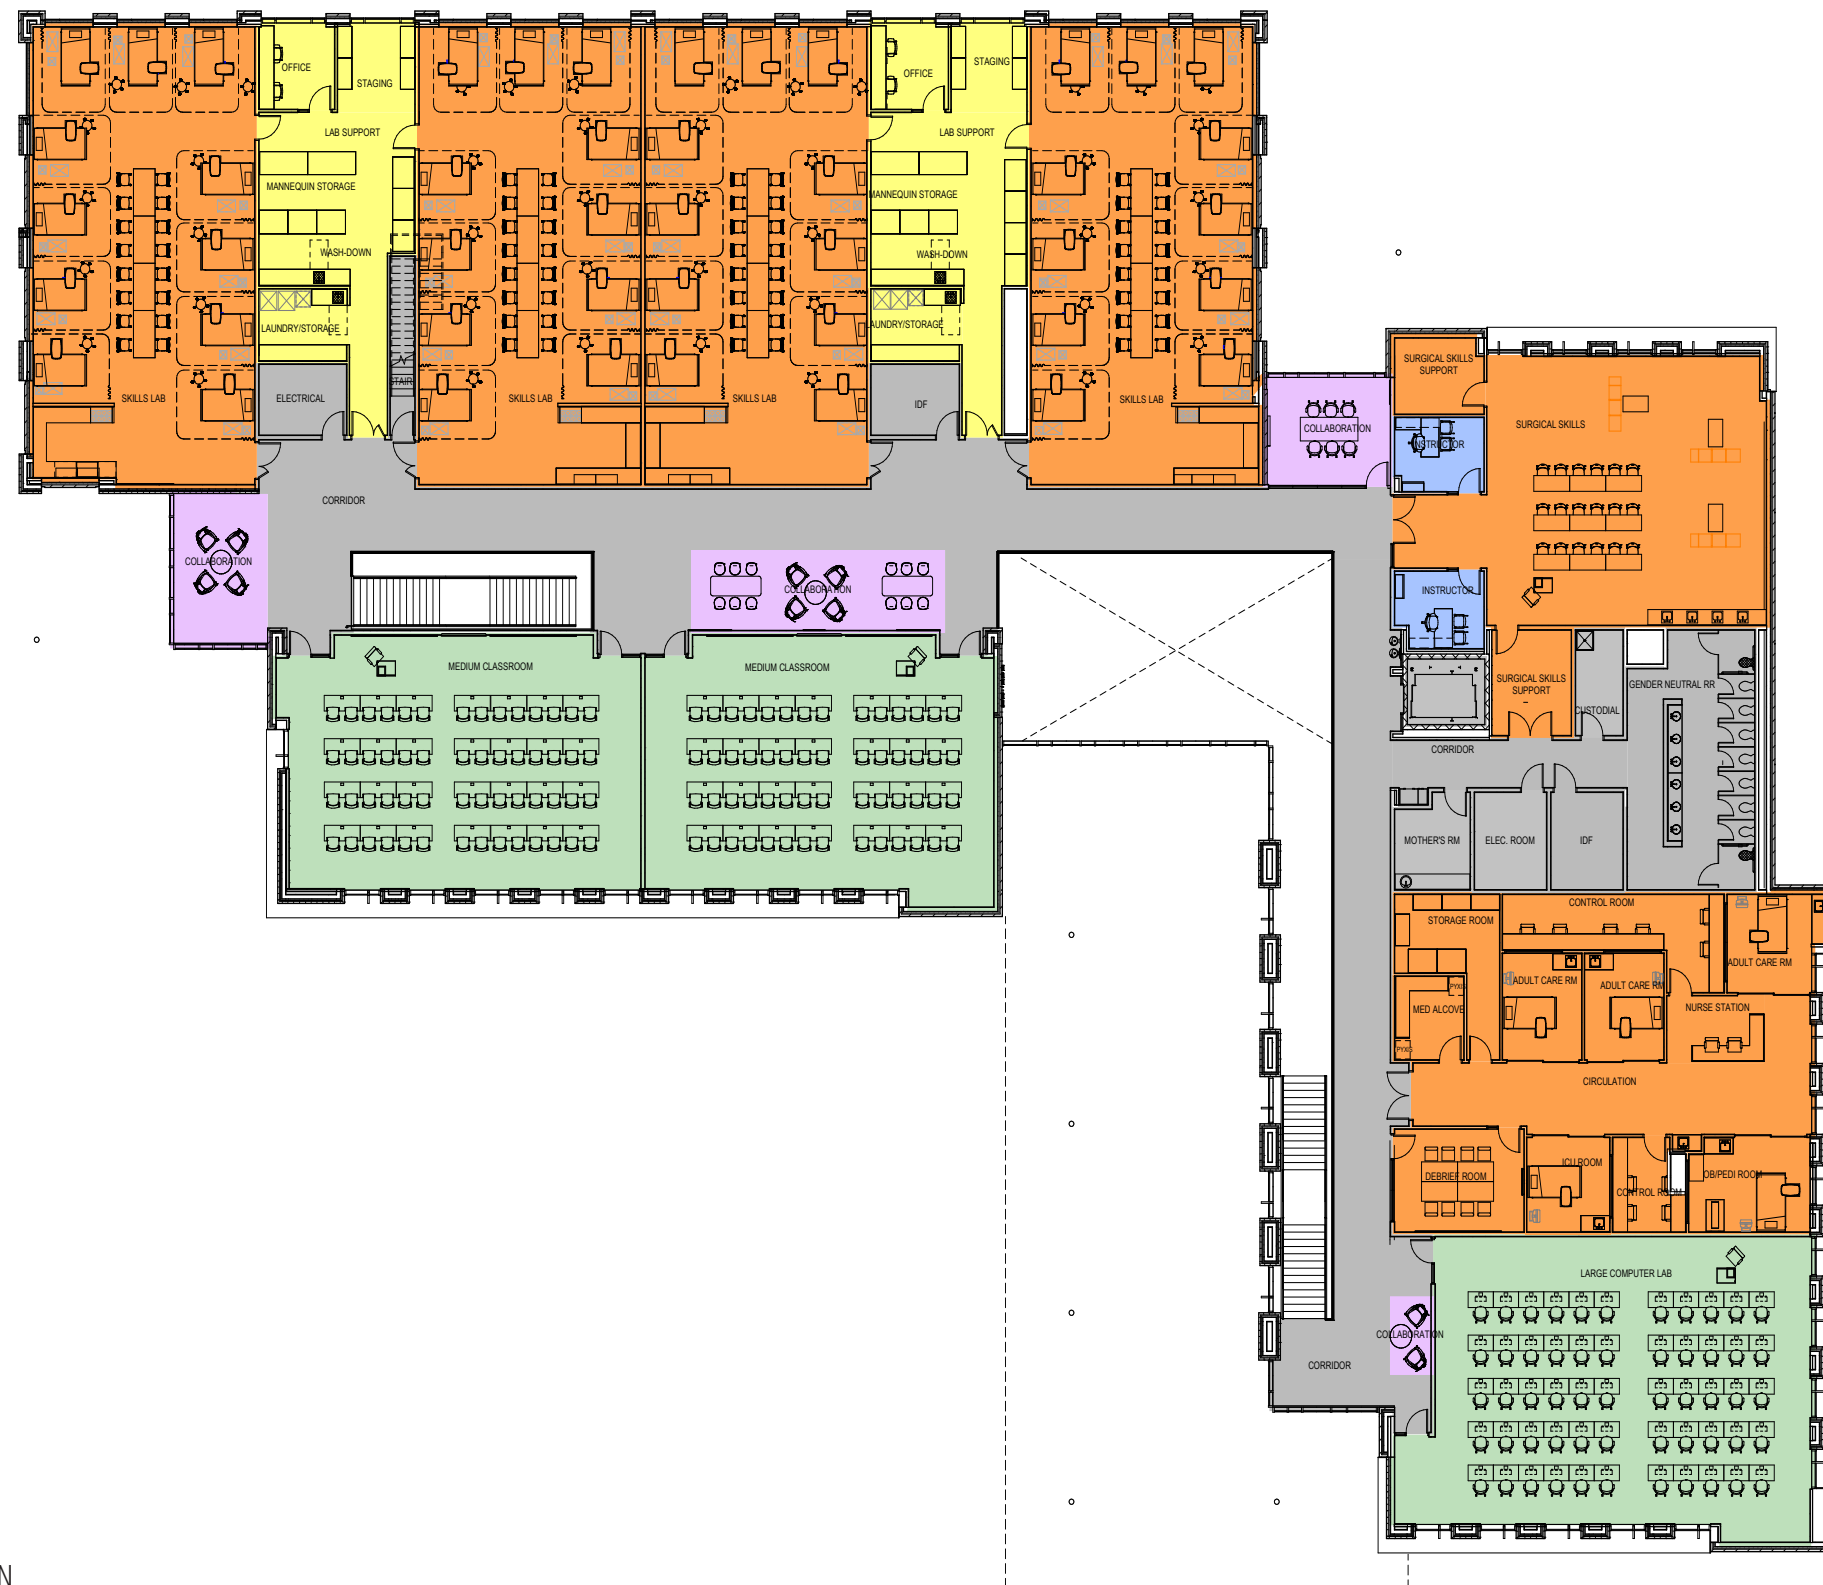 OFFICE
STAGING
OFFICE
STAGING
LAB SUPPORT
LAB SUPPORT
MANNEQUIN STORAGE
MANNEQUIN STORAGE
WASH-DOWN
WASH-DOWN
LAUNDRY/STORAGE
LAUNDRY/STORAGE
STAIR
SKILLS LAB
ELECTRICAL
SKILLS LAB
SKILLS LAB
IDF
SKILLS LAB
SURGICAL SKILLS
SUPPORT
COLLABORATION
SURGICAL SKILLS
INSTRUCTOR
CORRIDOR
COLLABORATION
COLLABORATION
INSTRUCTOR
MEDIUM CLASSROOM
MEDIUM CLASSROOM
SURGICAL SKILLS
SUPPORT
GENDER NEUTRAL RR
CUSTODIAL
CORRIDOR
MOTHER'S RM
ELEC. ROOM
IDF
CONTROL ROOM
STORAGE ROOM
ADULT CARE RM
ADULT CARE RM
ADULT CARE RM
PYXIS
MED ALCOVE
NURSE STATION
PYXIS
CIRCULATION
DEBRIEF ROOM
ICU ROOM
CONTROL ROOM
OB/PEDI ROOM
LARGE COMPUTER LAB
COLLABORATION
CORRIDOR
N